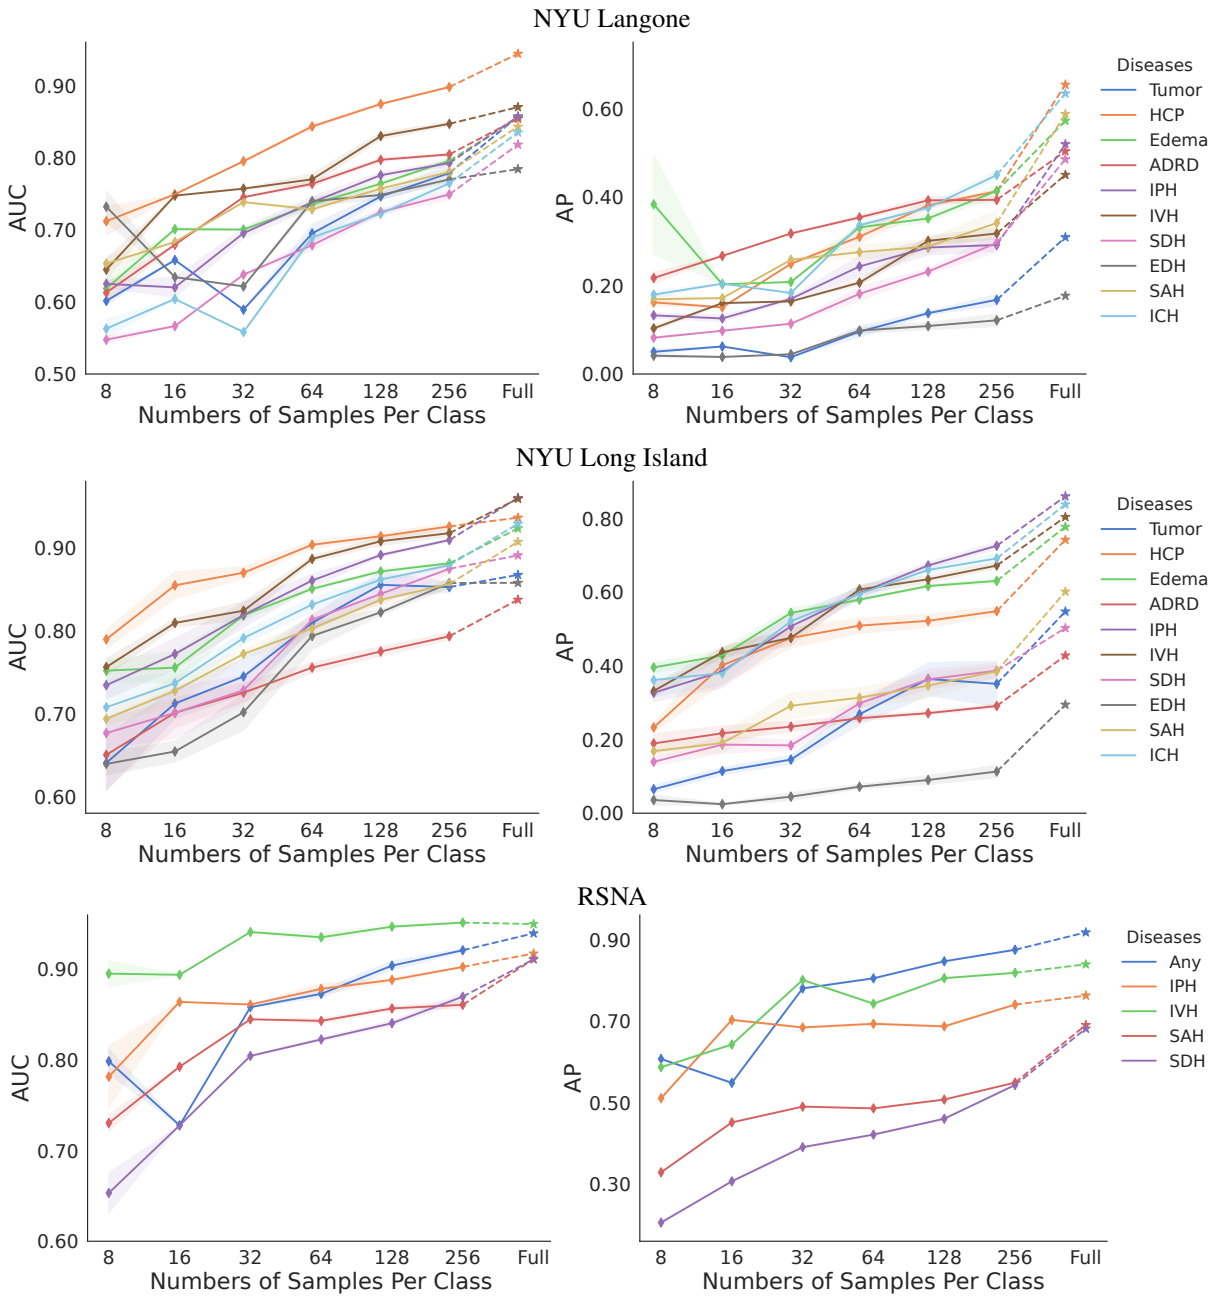 NYU Langone
AUC
0.90
0.80
0.70
0.60
0.50
8 16 32 64 128 256 Full
Numbers of Samples Per Class
AP
0.60
0.40
0.20
0.00
8 16 32 64 128 256 Full
Numbers of Samples Per Class
Diseases
Tumor
HCP
Edema
ADRD
IPH
IVH
SDH
EDH
SAH
ICH
NYU Long Island
AUC
0.90
0.80
0.70
0.60
8 16 32 64 128 256 Full
Numbers of Samples Per Class
AP
0.80
0.60
0.40
0.20
0.00
8 16 32 64 128 256 Full
Numbers of Samples Per Class
Diseases
Tumor
HCP
Edema
ADRD
IPH
IVH
SDH
EDH
SAH
ICH
RSNA
AUC
0.90
0.80
0.70
0.60
8 16 32 64 128 256 Full
Numbers of Samples Per Class
AP
0.90
0.70
0.50
0.30
8 16 32 64 128 256 Full
Numbers of Samples Per Class
Diseases
Any
IPH
IVH
SAH
SDH